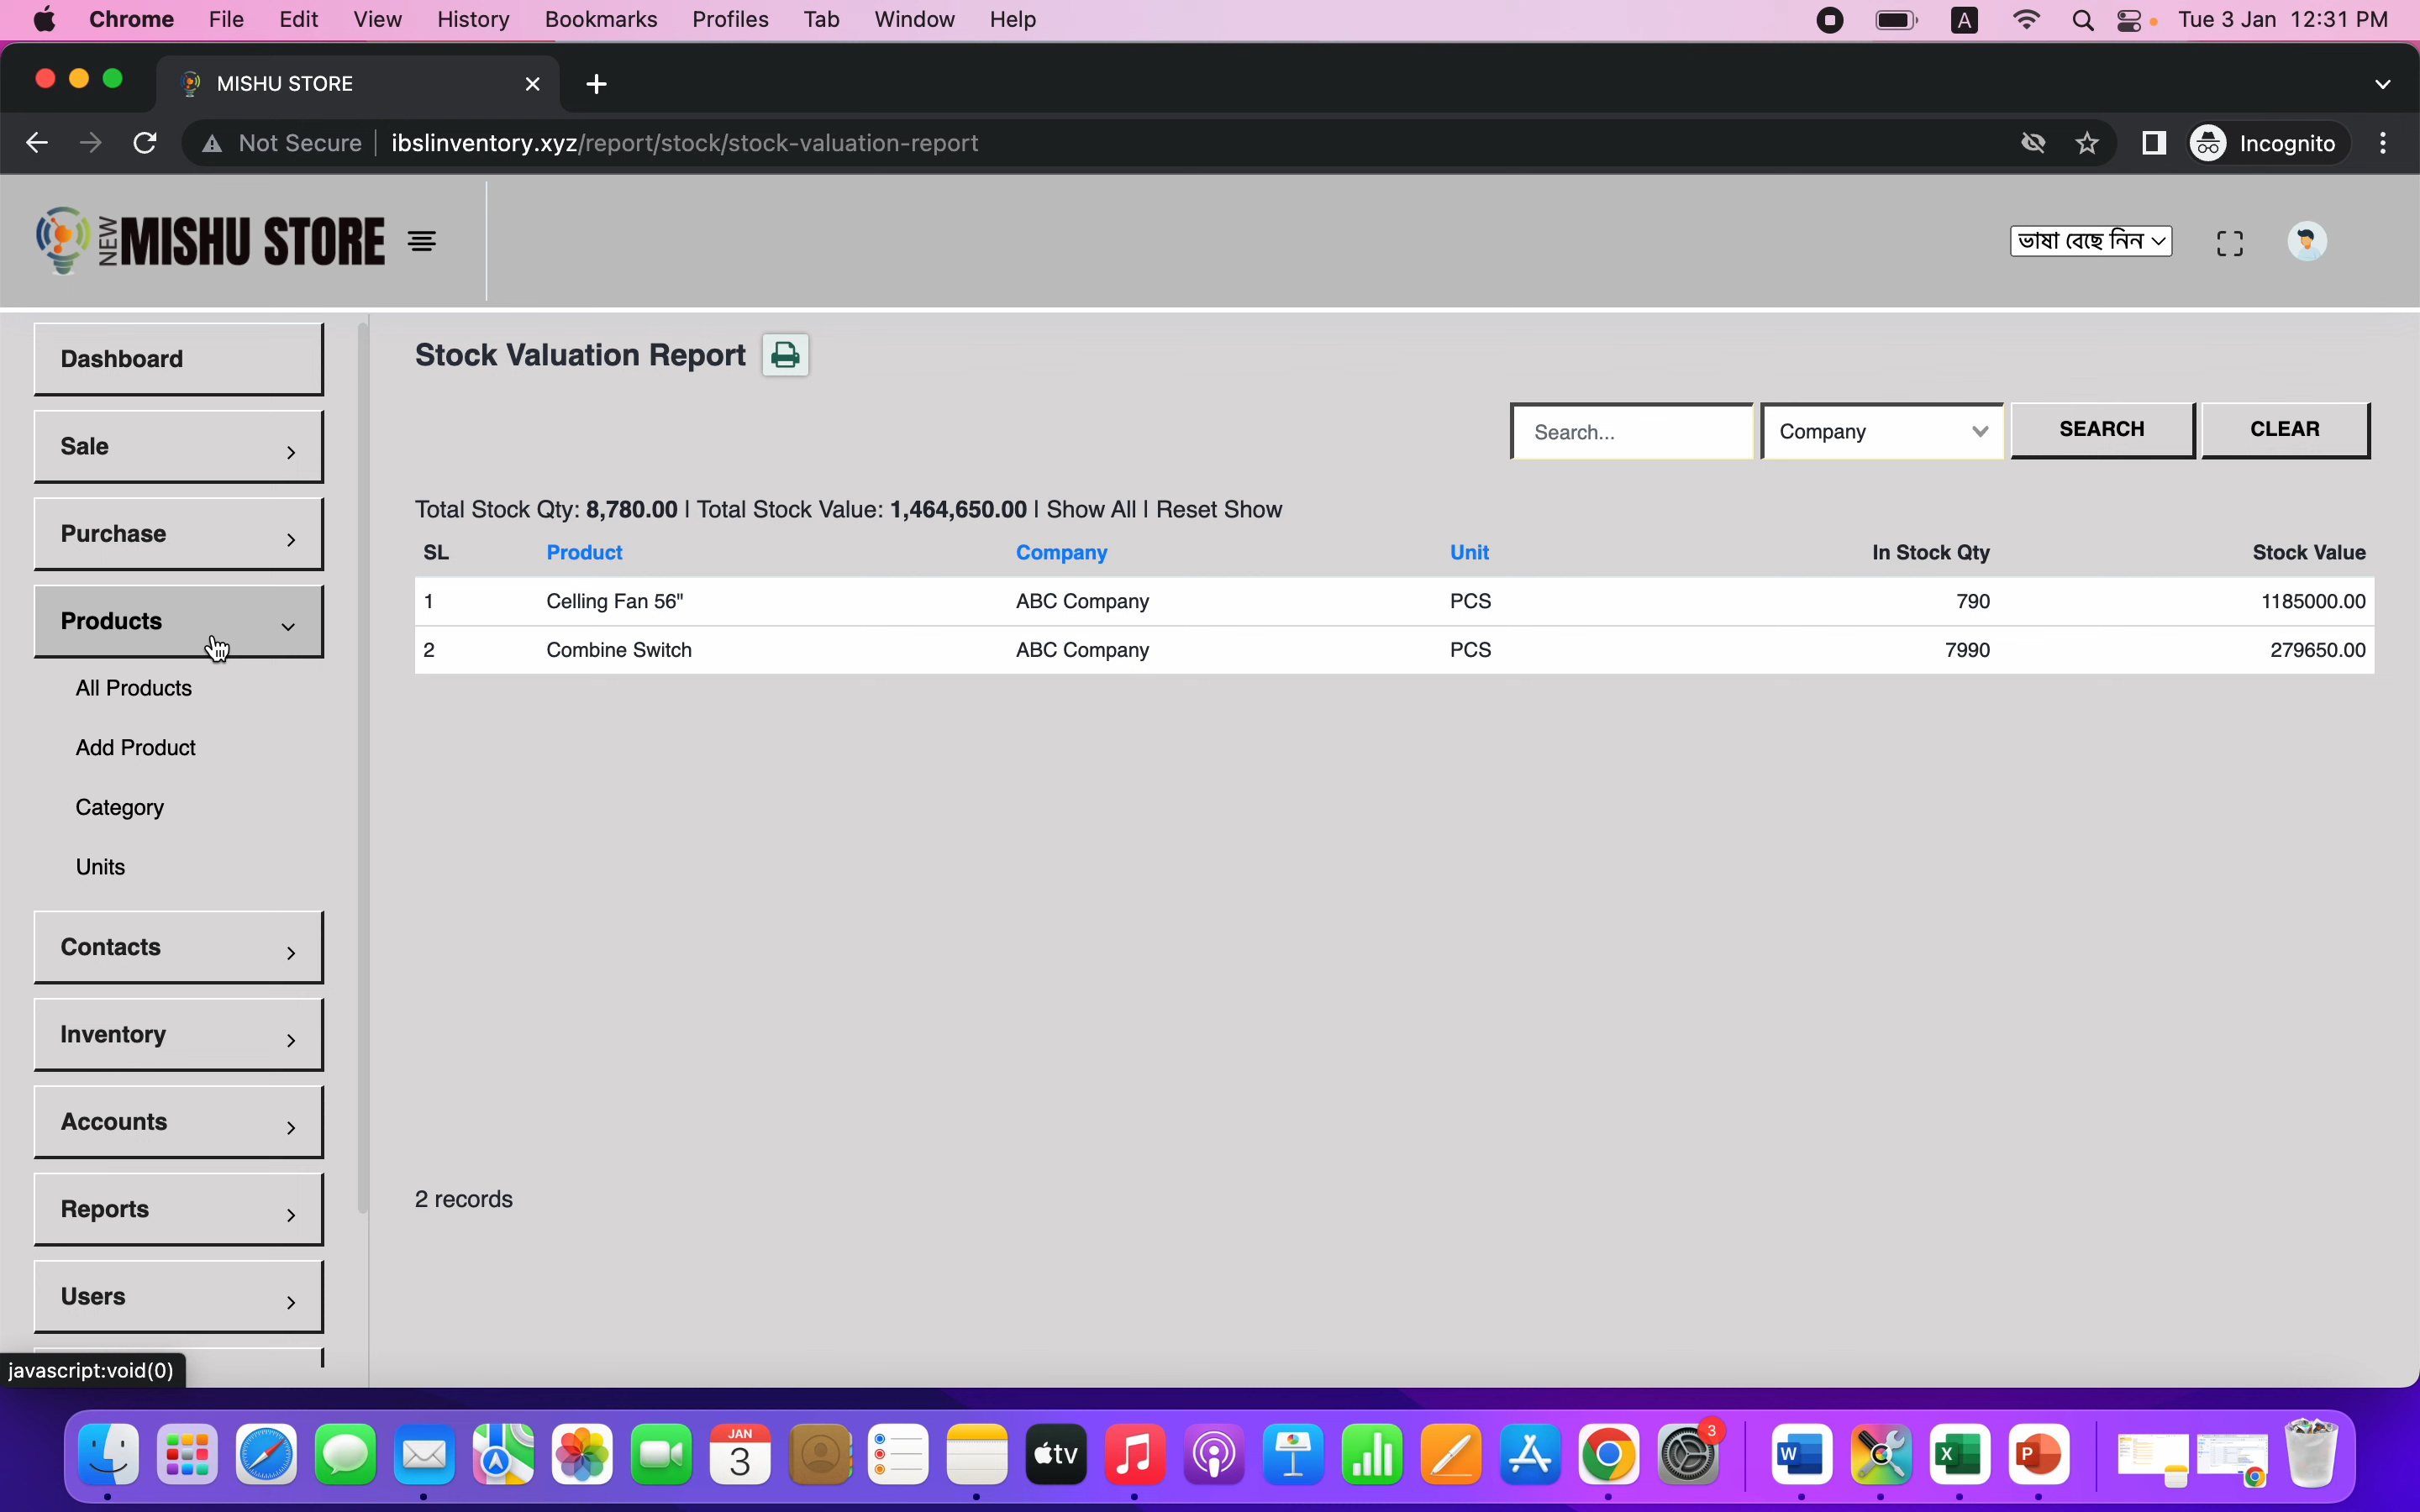 Chrome File Edit View History Bookmarks Profiles Tab Window Help A Tue 3 Jan 12:31 PM
MISHU STORE
Not Secure ibslinventory.xyz/report/stock/stock-valuation-report Incognito
NEW MISHU STORE ভাষা বেছে নিন
Dashboard
Sale
Purchase
Products
All Products
Add Product
Category
Units
Contacts
Inventory
Accounts
Reports
Users
Stock Valuation Report
Search... Company SEARCH CLEAR
Total Stock Qty: 8,780.00 | Total Stock Value: 1,464,650.00 | Show All | Reset Show
SL Product Company Unit In Stock Qty Stock Value
1 Celling Fan 56" ABC Company PCS 790 1185000.00
2 Combine Switch ABC Company PCS 7990 279650.00
2 records
javascript:void(0)
JAN
3
tv
3
W
X
P